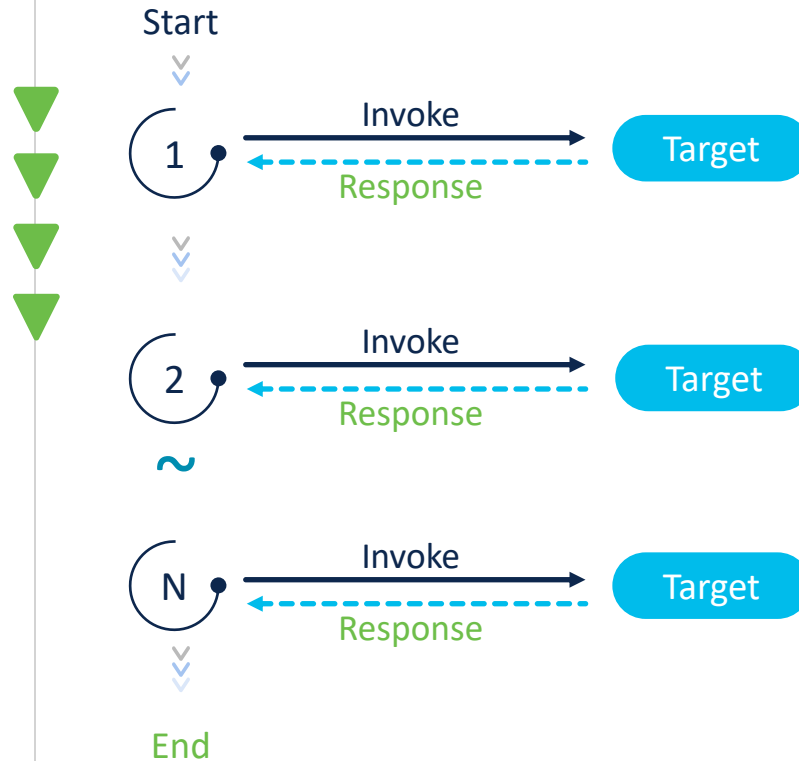 Start
Invoke
1
Target
Response
Invoke
2
Target
Response
~
Invoke
N
Target
Response
End